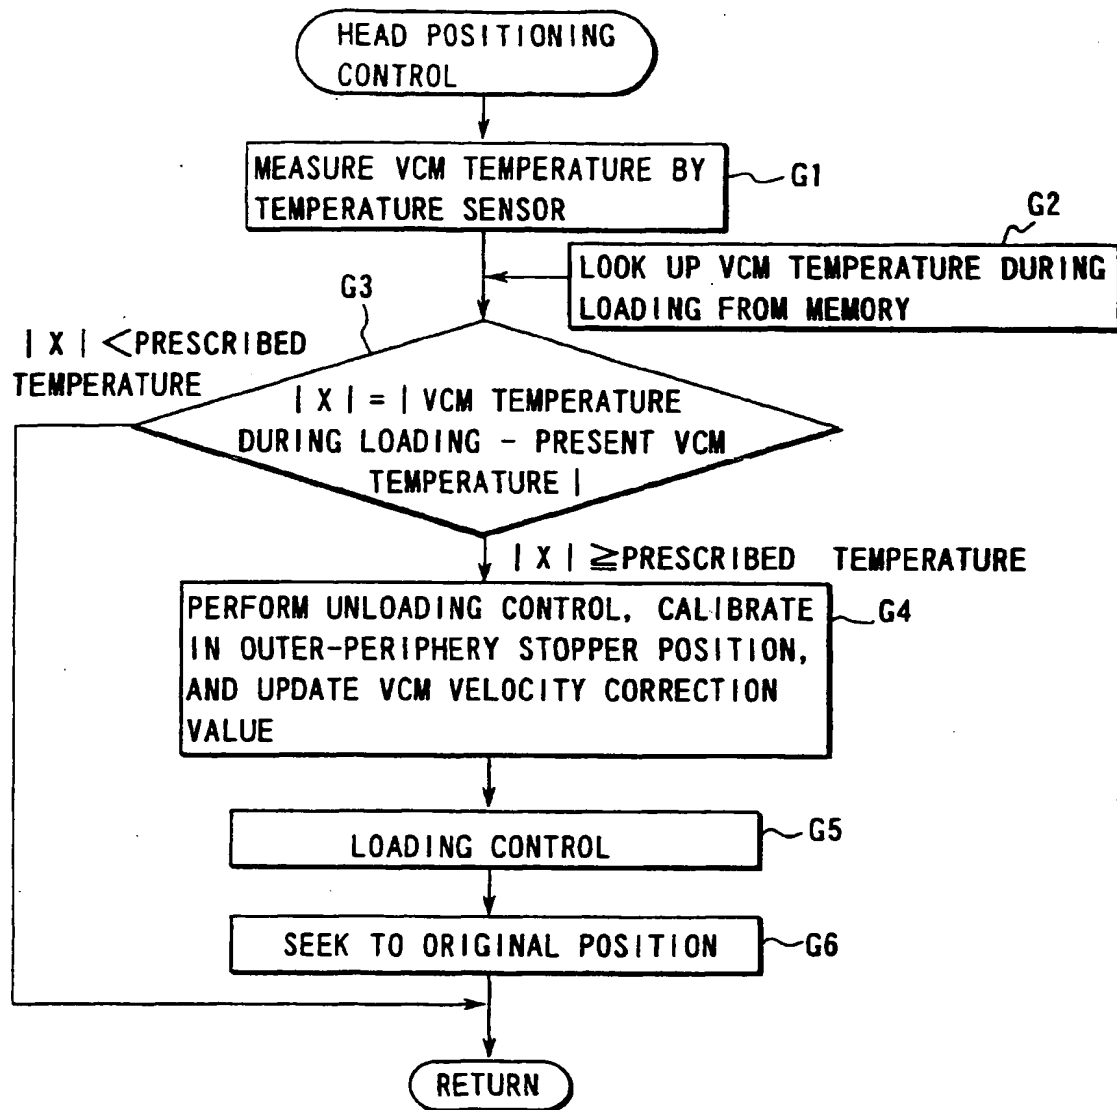 HEAD POSITIONING
CONTROL
MEASURE VCM TEMPERATURE BY
TEMPERATURE SENSOR
G1
G2
LOOK UP VCM TEMPERATURE DURING
LOADING FROM MEMORY
G3
| X | <PRESCRIBED
TEMPERATURE
| X | = | VCM TEMPERATURE
DURING LOADING - PRESENT VCM
TEMPERATURE |
| X | ≧PRESCRIBED TEMPERATURE
PERFORM UNLOADING CONTROL, CALIBRATE
IN OUTER-PERIPHERY STOPPER POSITION,
AND UPDATE VCM VELOCITY CORRECTION
VALUE
G4
LOADING CONTROL
G5
SEEK TO ORIGINAL POSITION
G6
RETURN